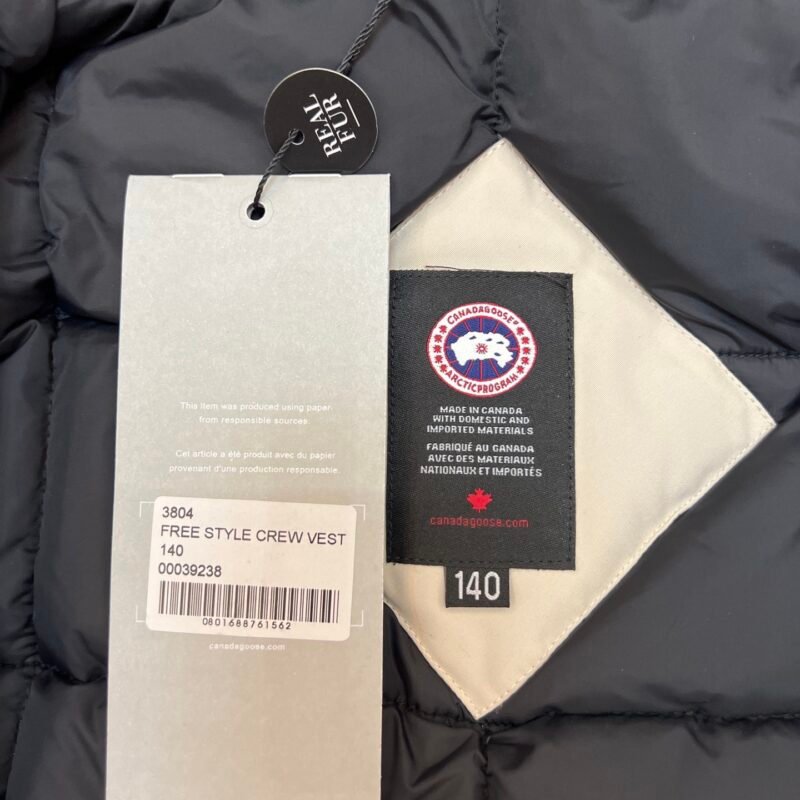 REAL
FUR
This item was produced using paper
from responsible sources.
Cet article a été produit avec du papier
provenant d'une production responsable.
3804
FREE STYLE CREW VEST
140
00039238
0801688761562
canadagoose.com
CANADA GOOSE®
ARCTIC PROGRAM
MADE IN CANADA
WITH DOMESTIC AND
IMPORTED MATERIALS
FABRIQUÉ AU CANADA
AVEC DES MATERIAUX
NATIONAUX ET IMPORTÉS
canadagoose.com
140